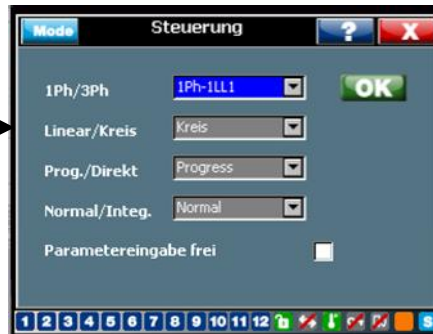 Mode Steuerung ? X
1Ph/3Ph 1Ph-1LL1 OK
Linear/Kreis Kreis
Prog./Direkt Progress
Normal/Integ. Normal
Parametereingabe frei
1 2 3 4 5 6 7 8 9 10 11 12 S